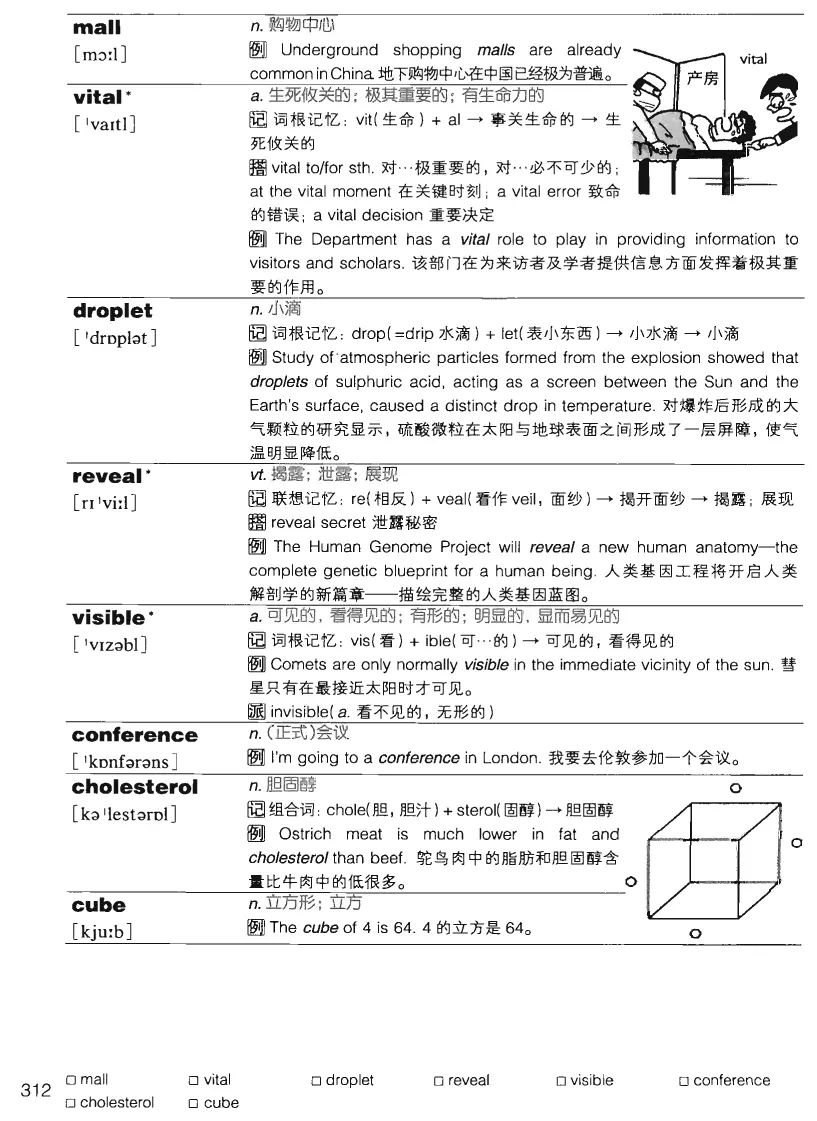 mall
n. 购物中心
[mɔːl]
例 Underground shopping malls are already
common in China. 地下购物中心在中国已经极为普遍。
vital*
a. 生死攸关的；极其重要的；有生命力的
[ˈvaɪtl]
记 词根记忆：vit(生命) + al → 事关生命的 → 生
死攸关的
搭 vital to/for sth. 对…极重要的，对…必不可少的；
at the vital moment 在关键时刻；a vital error 致命
的错误；a vital decision 重要决定
例 The Department has a vital role to play in providing information to
visitors and scholars. 该部门在为来访者及学者提供信息方面发挥着极其重
要的作用。
产房
vital
droplet
n. 小滴
[ˈdrɒplət]
记 词根记忆：drop(=drip 水滴) + let(表小东西) → 小水滴 → 小滴
例 Study of atmospheric particles formed from the explosion showed that
droplets of sulphuric acid, acting as a screen between the Sun and the
Earth's surface, caused a distinct drop in temperature. 对爆炸后形成的大
气颗粒的研究显示，硫酸微粒在太阳与地球表面之间形成了一层屏障，使气
温明显降低。
reveal*
vt. 揭露；泄露；展现
[rɪˈviːl]
记 联想记忆：re(相反) + veal(看作 veil，面纱) → 揭开面纱 → 揭露；展现
搭 reveal secret 泄露秘密
例 The Human Genome Project will reveal a new human anatomy—the
complete genetic blueprint for a human being. 人类基因工程将开启人类
解剖学的新篇章——描绘完整的人类基因蓝图。
visible*
a. 可见的，看得见的；有形的；明显的，显而易见的
[ˈvɪzəbl]
记 词根记忆：vis(看) + ible(可…的) → 可见的，看得见的
例 Comets are only normally visible in the immediate vicinity of the sun. 彗
星只有在最接近太阳时才可见。
派 invisible(a. 看不见的，无形的)
conference
n. (正式)会议
[ˈkɒnfərəns]
例 I'm going to a conference in London. 我要去伦敦参加一个会议。
cholesterol
n. 胆固醇
[kəˈlestərɒl]
记 组合词：chole(胆，胆汁) + sterol(固醇) → 胆固醇
例 Ostrich meat is much lower in fat and
cholesterol than beef. 鸵鸟肉中的脂肪和胆固醇含
量比牛肉中的低很多。
cube
n. 立方形；立方
[kjuːb]
例 The cube of 4 is 64. 4 的立方是 64。
312
□ mall □ vital □ droplet □ reveal □ visible □ conference
□ cholesterol □ cube